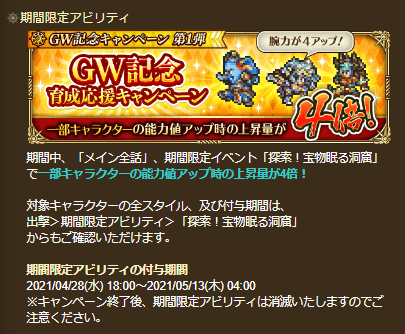 期間限定アビリティ
GW記念キャンペーン 第1弾
腕力が4アップ!
GW記念
育成応援キャンペーン
一部キャラクターの能力値アップ時の上昇量が
4倍!
期間中、「メイン全話」、期間限定イベント「探索!宝物眠る洞窟」
で一部キャラクターの能力値アップ時の上昇量が4倍!
対象キャラクターの全スタイル、及び付与期間は、
出撃>期間限定アビリティ>「探索!宝物眠る洞窟」
からもご確認いただけます。
期間限定アビリティの付与期間
2021/04/28(水) 18:00~2021/05/13(木) 04:00
※キャンペーン終了後、期間限定アビリティは消滅いたしますのでご
注意ください。